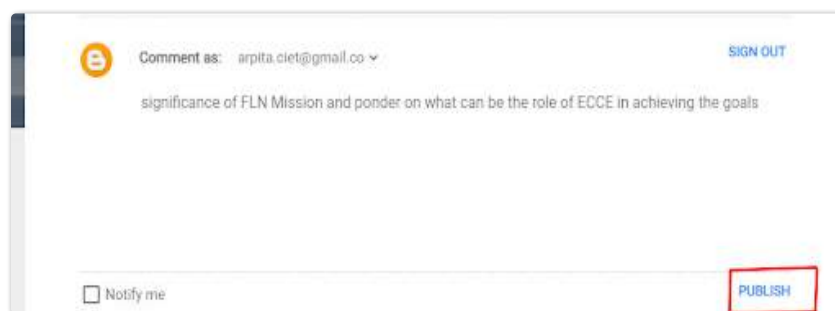 Comment as: arpita.ciet@gmail.co
SIGN OUT
significance of FLN Mission and ponder on what can be the role of ECCE in achieving the goals
Notify me
PUBLISH